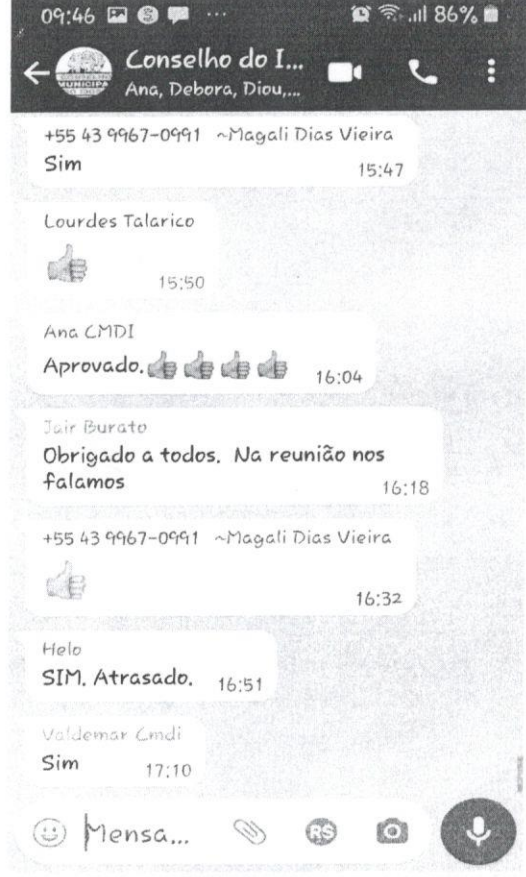 09:46 ... 86%
Conselho do I...
Ana, Debora, Diou,...
+55 43 9967-0991 ~Magali Dias Vieira
Sim 15:47
Lourdes Talarico
👍 15:50
Ana CMDI
Aprovado.👍👍👍👍 16:04
Jair Burato
Obrigado a todos. Na reunião nos
falamos 16:18
+55 43 9967-0991 ~Magali Dias Vieira
👍 16:32
Helo
SIM. Atrasado. 16:51
Valdemar Cmdi
Sim 17:10
Mensa... RS